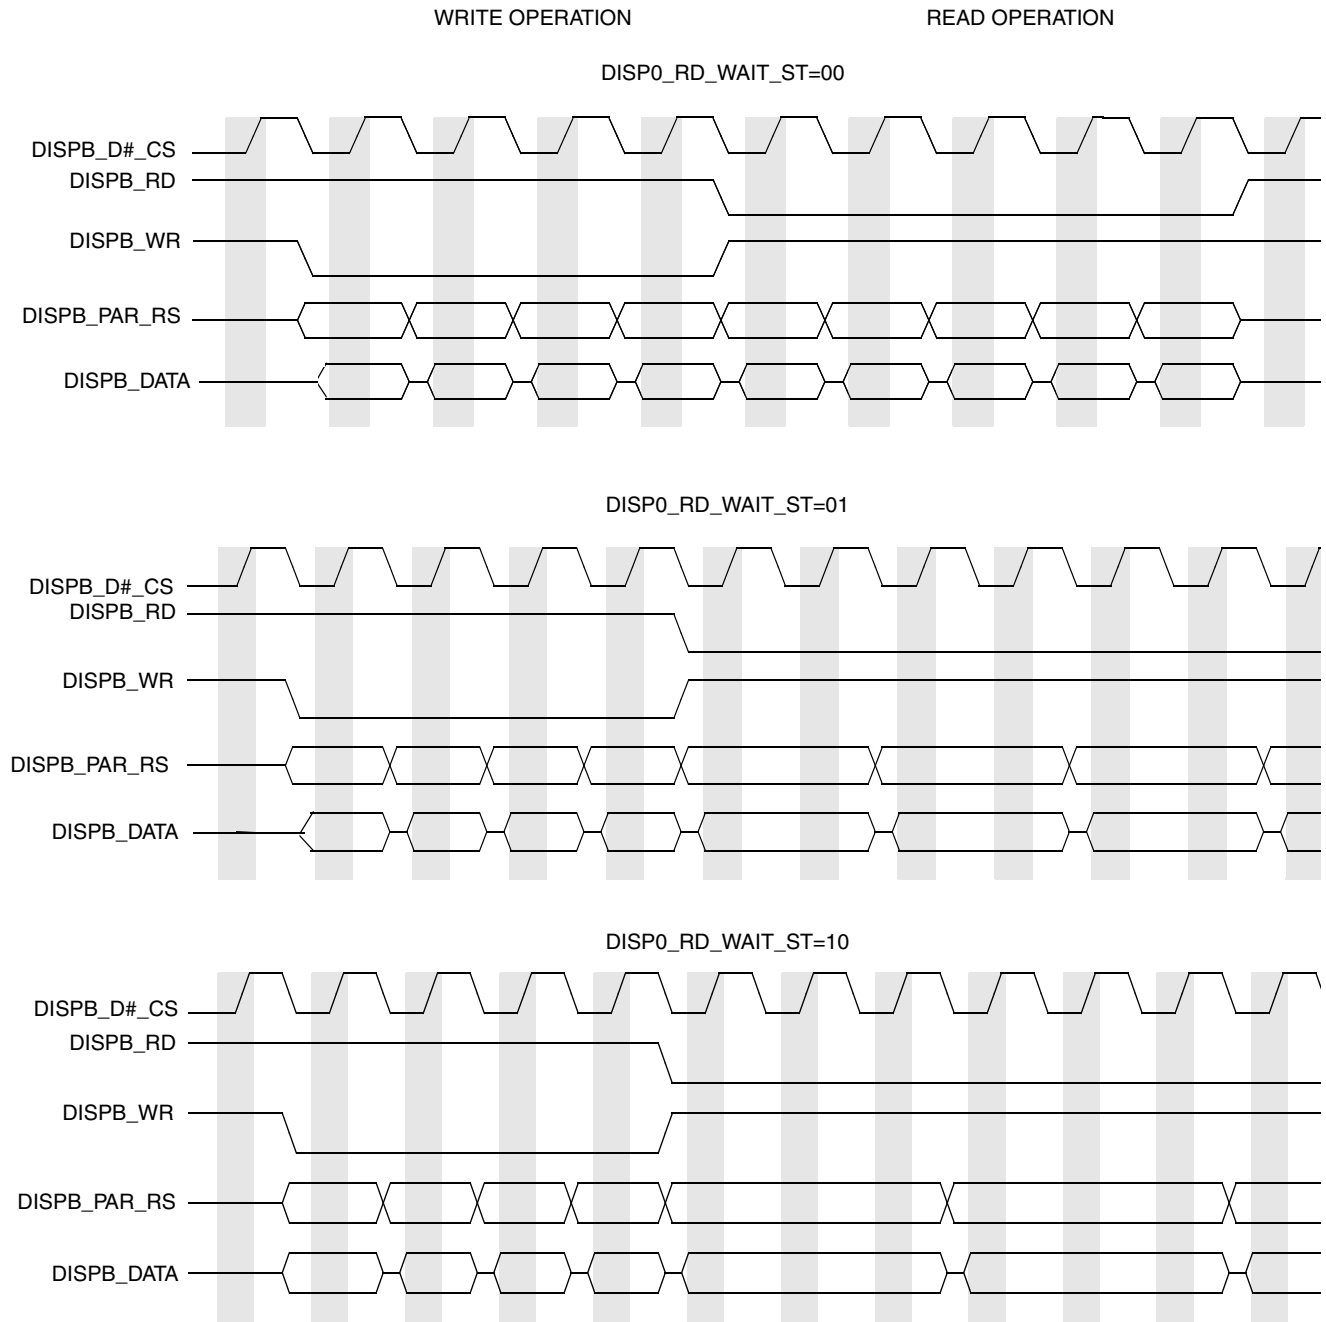 WRITE OPERATION READ OPERATION
DISP0_RD_WAIT_ST=00
DISPB_D#_CS
DISPB_RD
DISPB_WR
DISPB_PAR_RS
DISPB_DATA
DISP0_RD_WAIT_ST=01
DISPB_D#_CS
DISPB_RD
DISPB_WR
DISPB_PAR_RS
DISPB_DATA
DISP0_RD_WAIT_ST=10
DISPB_D#_CS
DISPB_RD
DISPB_WR
DISPB_PAR_RS
DISPB_DATA